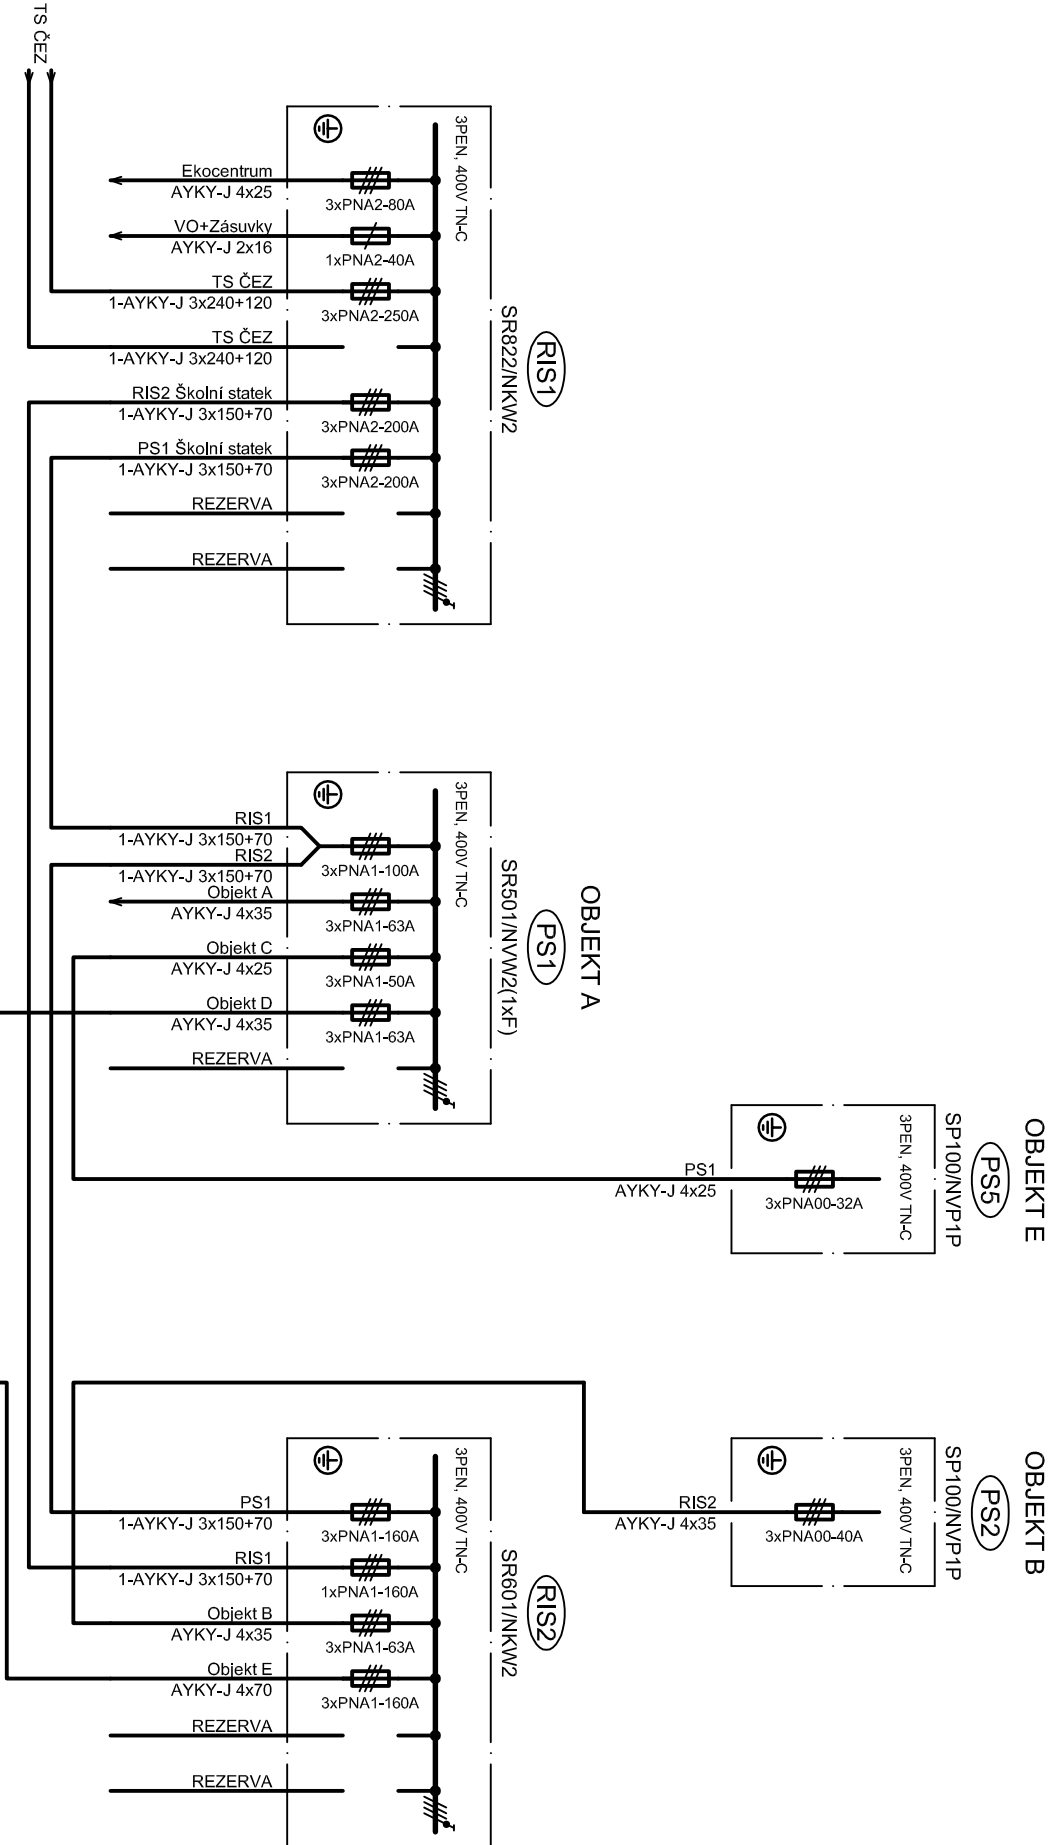 TS ČEZ
3PEN, 400V TN-C
Ekocentrum
AYKY-J 4x25
3xPNA2-80A
VO+Zásuvky
AYKY-J 2x16
1xPNA2-40A
TS ČEZ
1-AYKY-J 3x240+120
3xPNA2-250A
TS ČEZ
1-AYKY-J 3x240+120
RIS2 Školní statek
1-AYKY-J 3x150+70
3xPNA2-200A
PS1 Školní statek
1-AYKY-J 3x150+70
3xPNA2-200A
REZERVA
REZERVA
RIS1
SR822/NKW2
OBJEKT A
PS1
SR501/NVW2(1xF)
3PEN, 400V TN-C
RIS1
1-AYKY-J 3x150+70
RIS2
1-AYKY-J 3x150+70
3xPNA1-100A
Objekt A
AYKY-J 4x35
3xPNA1-63A
Objekt C
AYKY-J 4x25
3xPNA1-50A
Objekt D
AYKY-J 4x35
3xPNA1-63A
REZERVA
OBJEKT E
PS5
SP100/NVP1P
3PEN, 400V TN-C
PS1
AYKY-J 4x25
3xPNA00-32A
OBJEKT B
PS2
SP100/NVP1P
3PEN, 400V TN-C
RIS2
AYKY-J 4x35
3xPNA00-40A
RIS2
SR601/NKW2
3PEN, 400V TN-C
PS1
1-AYKY-J 3x150+70
3xPNA1-160A
RIS1
1-AYKY-J 3x150+70
1xPNA1-160A
Objekt B
AYKY-J 4x35
3xPNA1-63A
Objekt E
AYKY-J 4x70
3xPNA1-160A
REZERVA
REZERVA